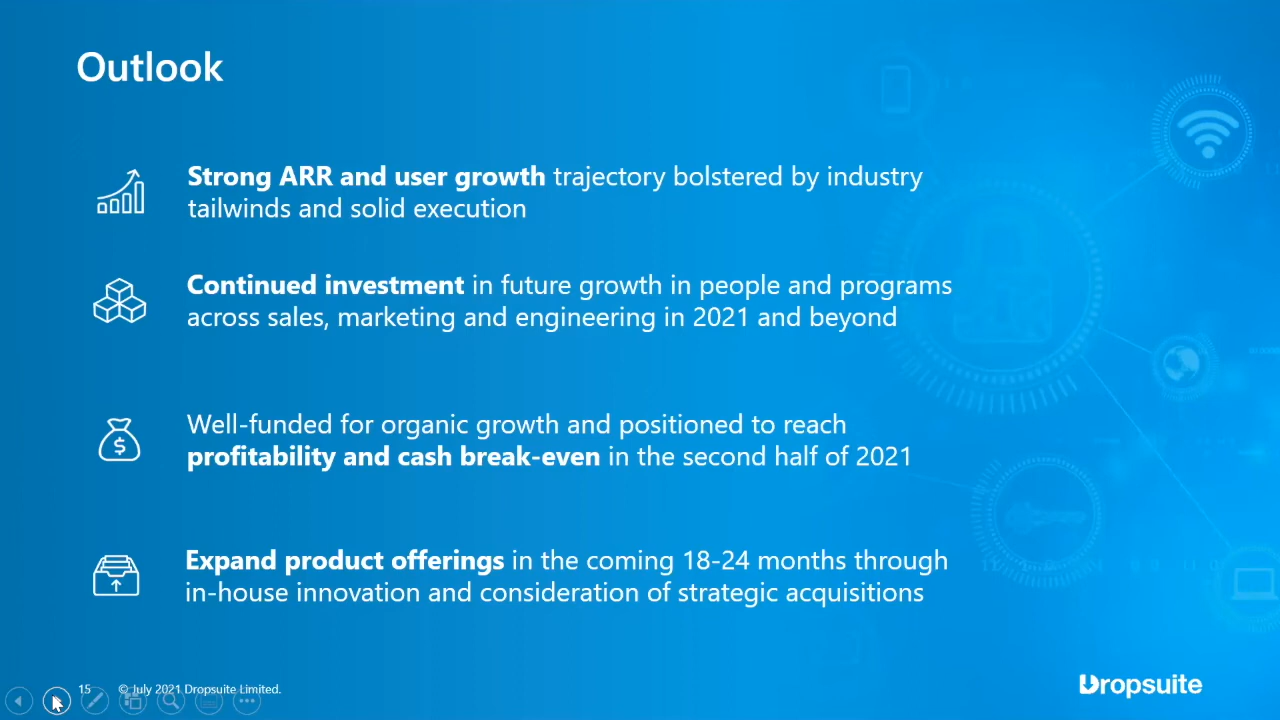 Outlook
Strong ARR and user growth trajectory bolstered by industry
tailwinds and solid execution
Continued investment in future growth in people and programs
across sales, marketing and engineering in 2021 and beyond
Well-funded for organic growth and positioned to reach
profitability and cash break-even in the second half of 2021
Expand product offerings in the coming 18-24 months through
in-house innovation and consideration of strategic acquisitions
15 © July 2021 Dropsuite Limited.
Dropsuite